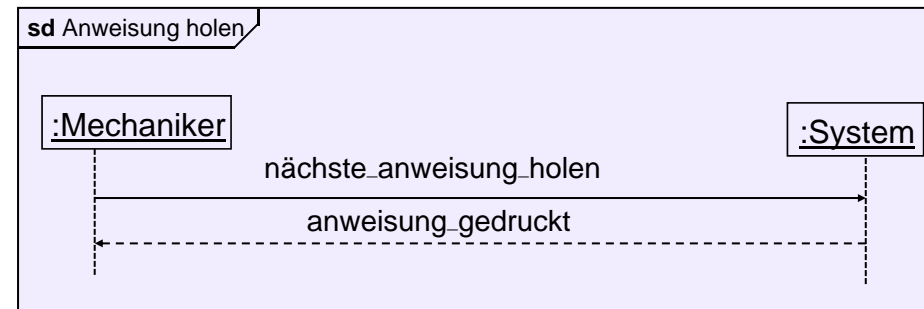 sd Anweisung holen
:Mechaniker
:System
nächste_anweisung_holen
anweisung_gedruckt